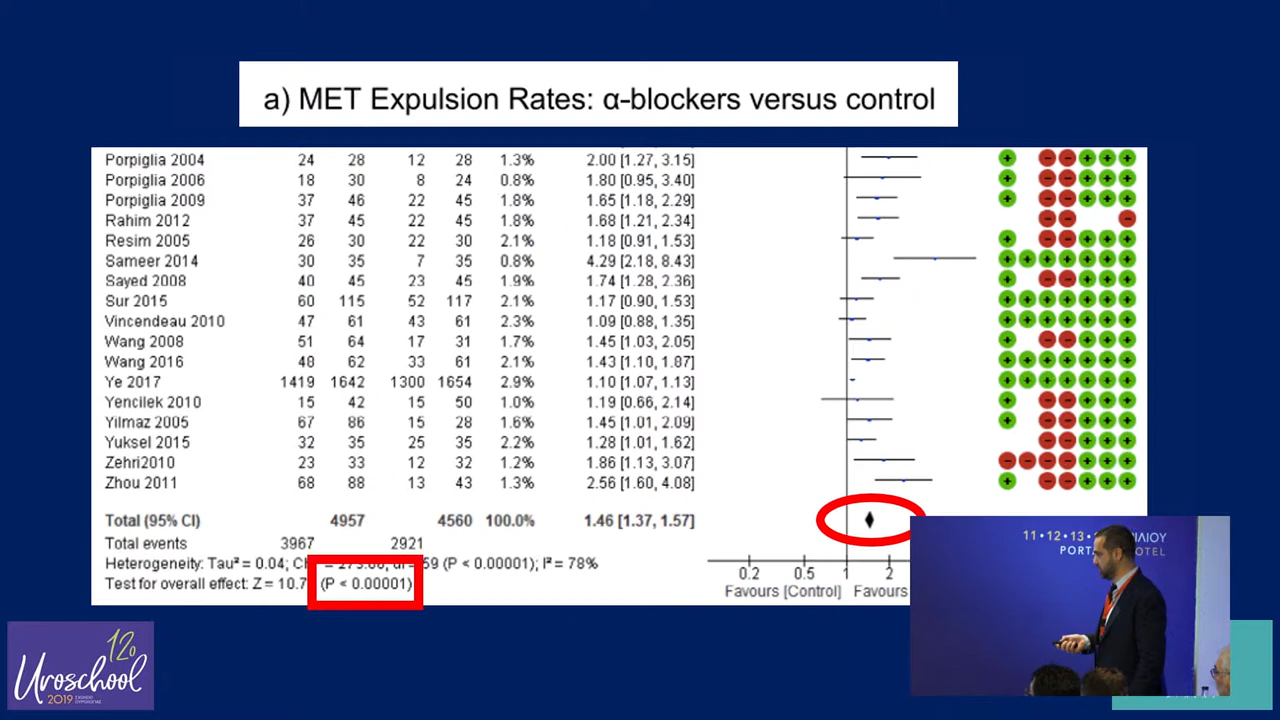 a) MET Expulsion Rates: α-blockers versus control
Porpiglia 2004 24 28 12 28 1.3% 2.00 [1.27, 3.15]
Porpiglia 2006 18 30 8 24 0.8% 1.80 [0.95, 3.40]
Porpiglia 2009 37 46 22 45 1.8% 1.65 [1.18, 2.29]
Rahim 2012 37 45 22 45 1.8% 1.68 [1.21, 2.34]
Resim 2005 26 30 22 30 2.1% 1.18 [0.91, 1.53]
Sameer 2014 30 35 7 35 0.8% 4.29 [2.18, 8.43]
Sayed 2008 40 45 23 45 1.9% 1.74 [1.28, 2.36]
Sur 2015 60 115 52 117 2.1% 1.17 [0.90, 1.53]
Vincendeau 2010 47 61 43 61 2.3% 1.09 [0.88, 1.35]
Wang 2008 51 64 17 31 1.7% 1.45 [1.03, 2.05]
Wang 2016 48 62 33 61 2.1% 1.43 [1.10, 1.87]
Ye 2017 1419 1642 1300 1654 2.9% 1.10 [1.07, 1.13]
Yencilek 2010 15 42 15 50 1.0% 1.19 [0.66, 2.14]
Yilmaz 2005 67 86 15 28 1.6% 1.45 [1.01, 2.09]
Yuksel 2015 32 35 25 35 2.2% 1.28 [1.01, 1.62]
Zehri2010 23 33 12 32 1.2% 1.86 [1.13, 3.07]
Zhou 2011 68 88 13 43 1.3% 2.56 [1.60, 4.08]
Total (95% CI) 4957 4560 100.0% 1.46 [1.37, 1.57]
Total events 3967 2921
Heterogeneity: Tau² = 0.04; (P < 0.00001); I² = 78%
Test for overall effect: Z = 10.7 (P < 0.00001)
0.2 0.5 1 2
Favours [Control] Favours
11·12·13
PORTA
OTEL
12ο
Uroschool
2019